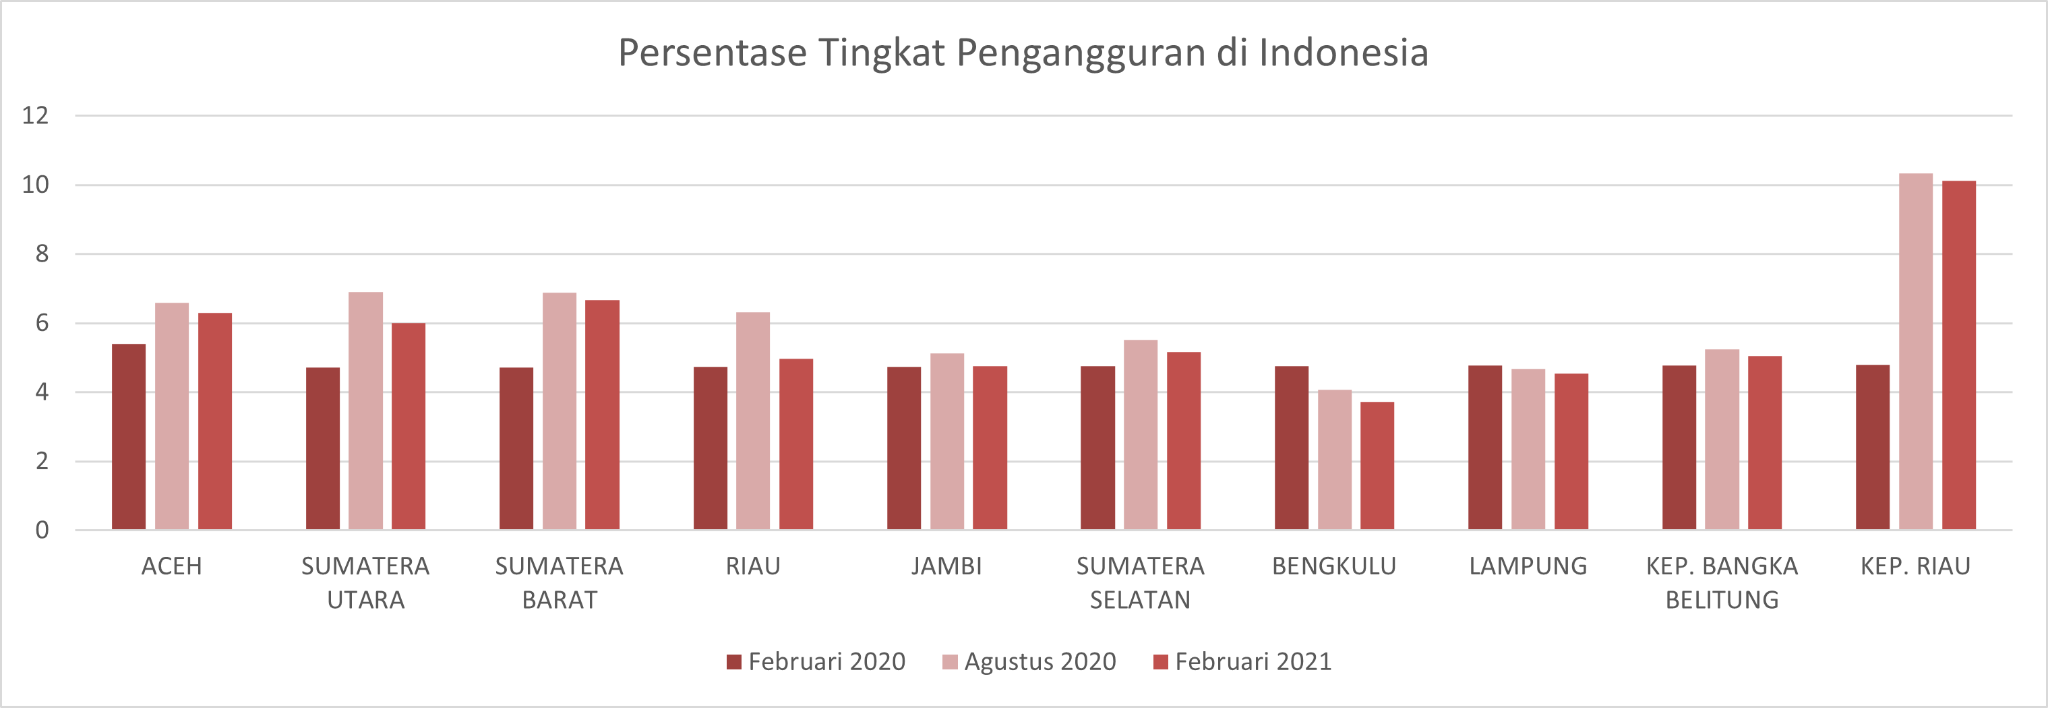 Persentase Tingkat Pengangguran di Indonesia
12
10
8
6
4
2
0
ACEH
SUMATERA
UTARA
SUMATERA
BARAT
RIAU
JAMBI
SUMATERA
SELATAN
BENGKULU
LAMPUNG
KEP. BANGKA
BELITUNG
KEP. RIAU
Februari 2020
Agustus 2020
Februari 2021